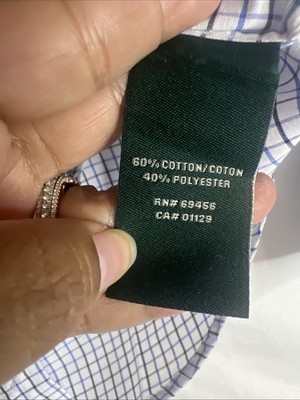 60% COTTON/COTON
40% POLYESTER
RN# 69456
CA# 01129